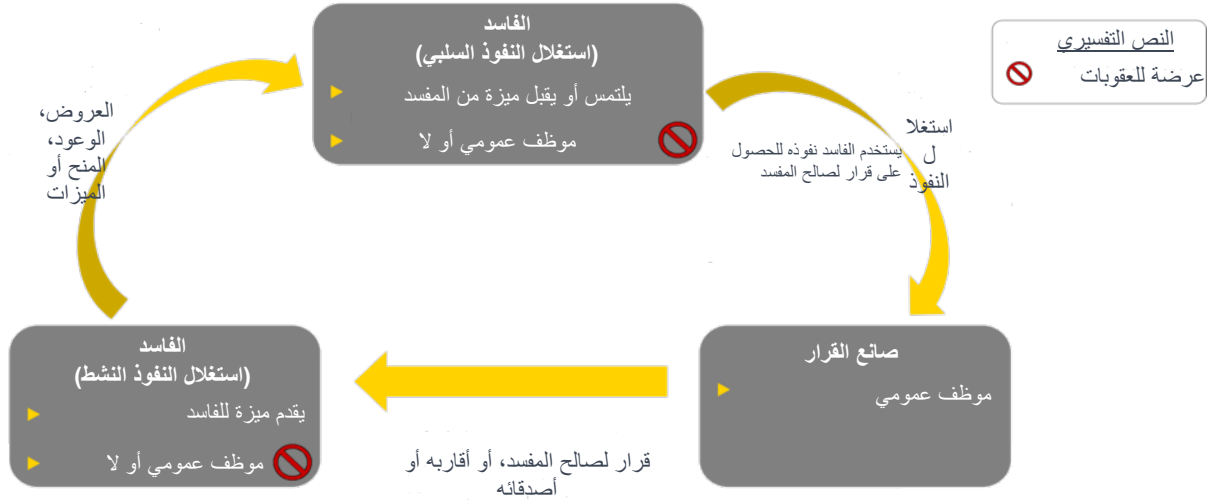 الفاسد
(استغلال النفوذ السلبي)
يلتمس أو يقبل ميزة من المفسد
موظف عمومي أو لا
النص التفسيري
عرضة للعقوبات
العروض،
الوعود،
المنح أو
الميزات
استغلا
ل
النفوذ
يستخدم الفاسد نفوذه للحصول
على قرار لصالح المفسد
صانع القرار
موظف عمومي
الفاسد
(استغلال النفوذ النشط)
يقدم ميزة للفاسد
موظف عمومي أو لا
قرار لصالح المفسد، أو أقاربه أو
أصدقائه